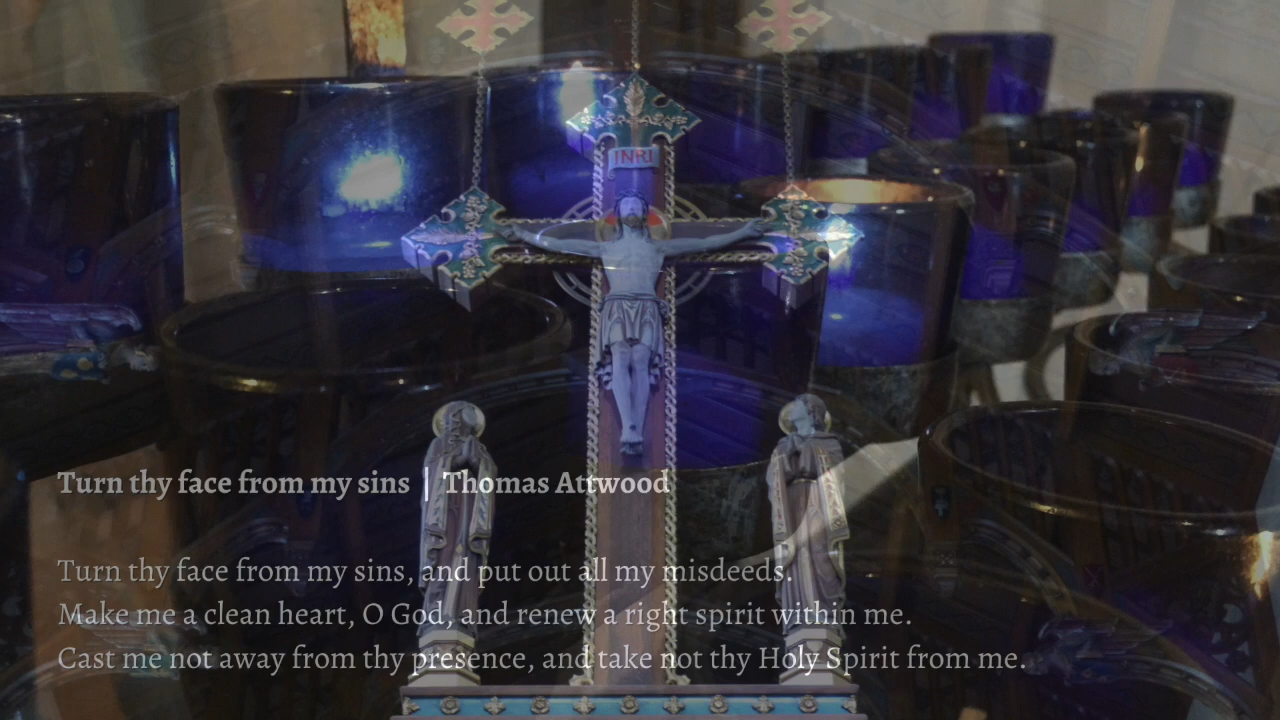 INRI
Turn thy face from my sins | Thomas Attwood
Turn thy face from my sins, and put out all my misdeeds.
Make me a clean heart, O God, and renew a right spirit within me.
Cast me not away from thy presence, and take not thy Holy Spirit from me.